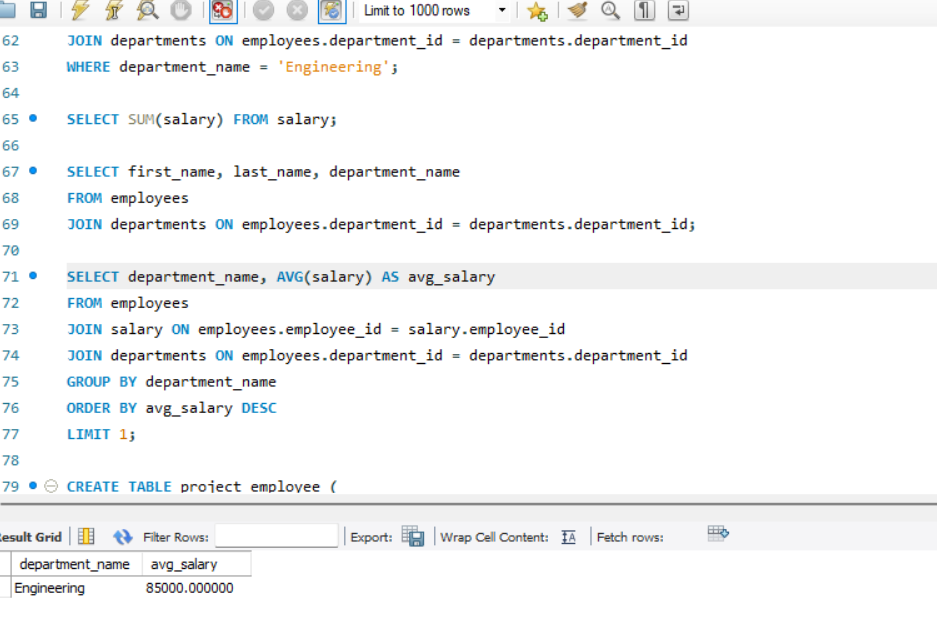 Limit to 1000 rows
62 JOIN departments ON employees.department_id = departments.department_id
63 WHERE department_name = 'Engineering';
64
65 SELECT SUM(salary) FROM salary;
66
67 SELECT first_name, last_name, department_name
68 FROM employees
69 JOIN departments ON employees.department_id = departments.department_id;
70
71 SELECT department_name, AVG(salary) AS avg_salary
72 FROM employees
73 JOIN salary ON employees.employee_id = salary.employee_id
74 JOIN departments ON employees.department_id = departments.department_id
75 GROUP BY department_name
76 ORDER BY avg_salary DESC
77 LIMIT 1;
78
79 CREATE TABLE project_employee (
Result Grid Filter Rows: Export: Wrap Cell Content: IA Fetch rows:
department_name avg_salary
Engineering 85000.000000